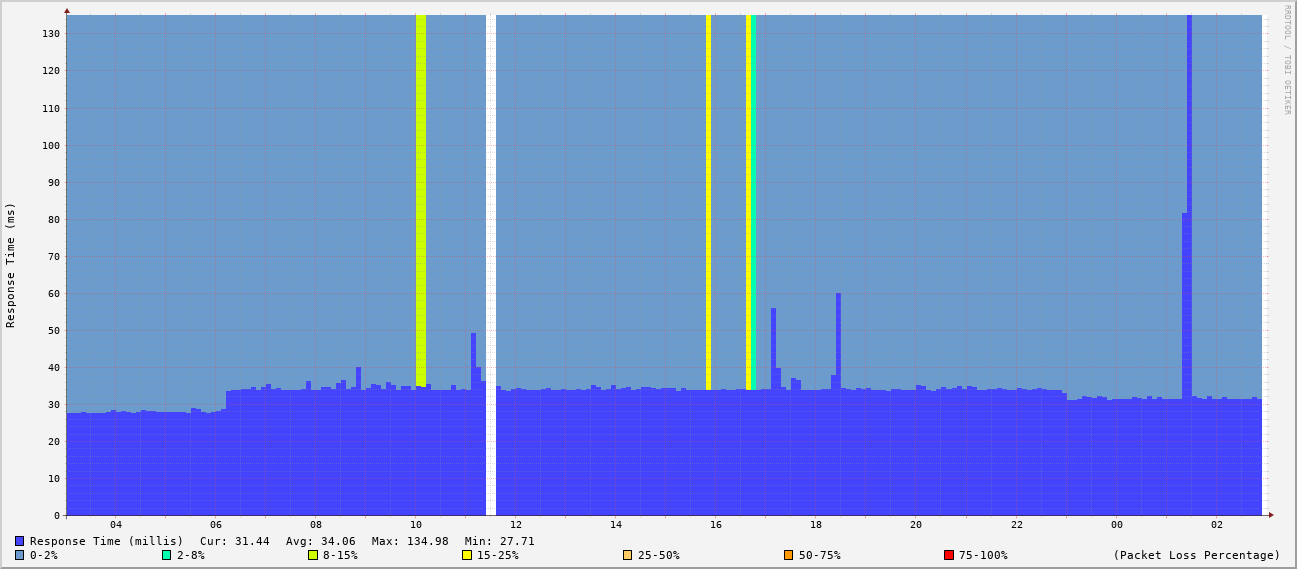 RRDTOOL / TOBI OETIKER
Response Time (ms)
130
120
110
100
90
80
70
60
50
40
30
20
10
0
04 06 08 10 12 14 16 18 20 22 00 02
Response Time (millis) Cur: 31.44 Avg: 34.06 Max: 134.98 Min: 27.71
0-2% 2-8% 8-15% 15-25% 25-50% 50-75% 75-100% (Packet Loss Percentage)